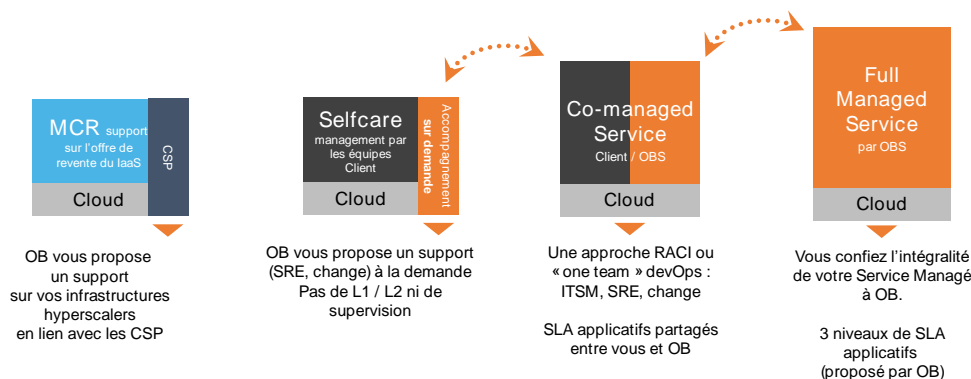 MCR support
sur l’offre de
revente du IaaS
CSP
Cloud
OB vous propose
un support
sur vos infrastructures
hyperscalers
en lien avec les CSP
Selfcare
management par
les équipes
Client
Accompagnement
sur demande
Cloud
OB vous propose un support
(SRE, change) à la demande
Pas de L1 / L2 ni de
supervision
Co-managed
Service
Client / OBS
Cloud
Une approche RACI ou
« one team » devOps :
ITSM, SRE, change
SLA applicatifs partagés
entre vous et OB
Full
Managed
Service
par OBS
Cloud
Vous confiez l’intégralité
de votre Service Managé
à OB.
3 niveaux de SLA
applicatifs
(proposé par OB)